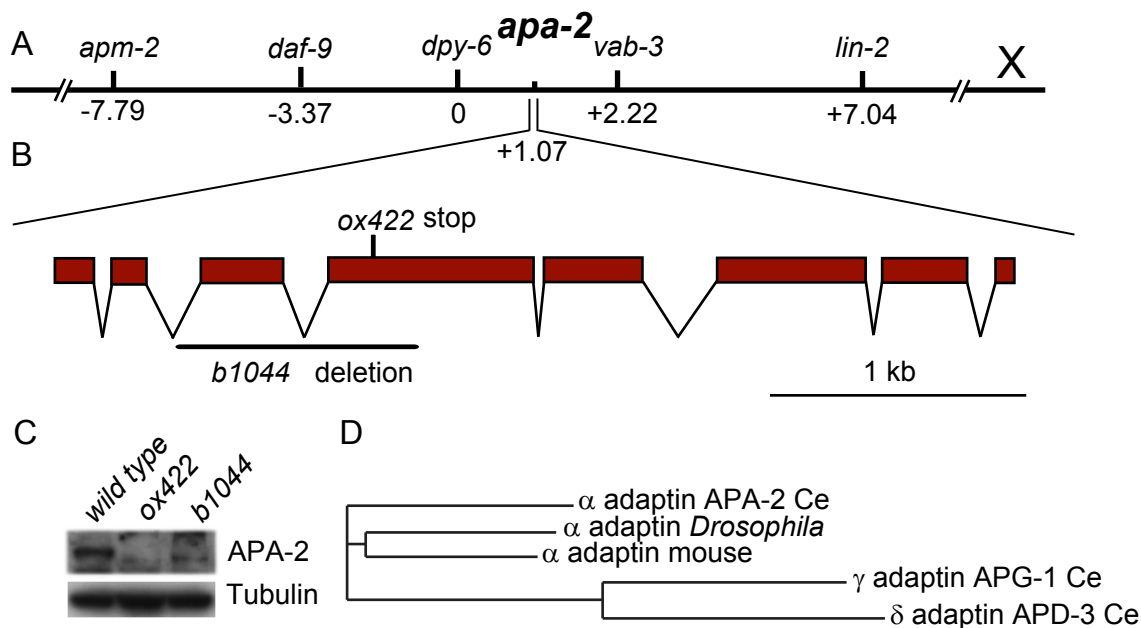 A
apm-2
daf-9
dpy-6
apa-2
vab-3
lin-2
X
-7.79
-3.37
0
+2.22
+7.04
B
+1.07
ox422 stop
b1044 deletion
1 kb
C
wild type
ox422
b1044
APA-2
Tubulin
D
α adaptin APA-2 Ce
α adaptin Drosophila
α adaptin mouse
γ adaptin APG-1 Ce
δ adaptin APD-3 Ce